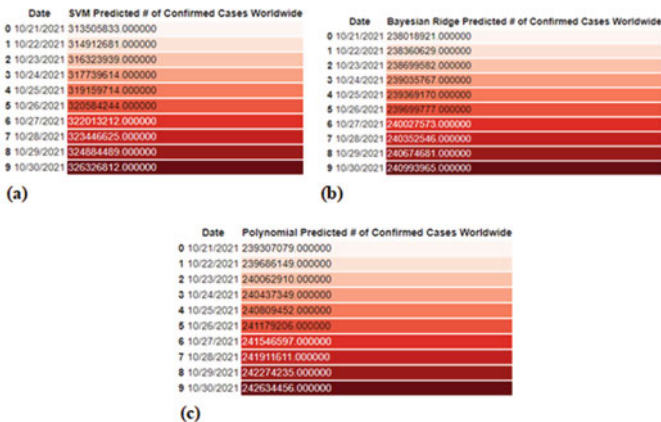 Date SVM Predicted # of Confirmed Cases Worldwide
0 10/21/2021 313505833.000000
1 10/22/2021 314912681.000000
2 10/23/2021 316323939.000000
3 10/24/2021 317739614.000000
4 10/25/2021 319159714.000000
5 10/26/2021 320584244.000000
6 10/27/2021 322013212.000000
7 10/28/2021 323446625.000000
8 10/29/2021 324884489.000000
9 10/30/2021 326326812.000000
(a)
Date Bayesian Ridge Predicted # of Confirmed Cases Worldwide
0 10/21/2021 238018921.000000
1 10/22/2021 238360629.000000
2 10/23/2021 238699582.000000
3 10/24/2021 239035767.000000
4 10/25/2021 239369170.000000
5 10/26/2021 239699777.000000
6 10/27/2021 240027573.000000
7 10/28/2021 240352546.000000
8 10/29/2021 240674681.000000
9 10/30/2021 240993965.000000
(b)
Date Polynomial Predicted # of Confirmed Cases Worldwide
0 10/21/2021 239307079.000000
1 10/22/2021 239686149.000000
2 10/23/2021 240062910.000000
3 10/24/2021 240437349.000000
4 10/25/2021 240809452.000000
5 10/26/2021 241179206.000000
6 10/27/2021 241546597.000000
7 10/28/2021 241911611.000000
8 10/29/2021 242274235.000000
9 10/30/2021 242634456.000000
(c)